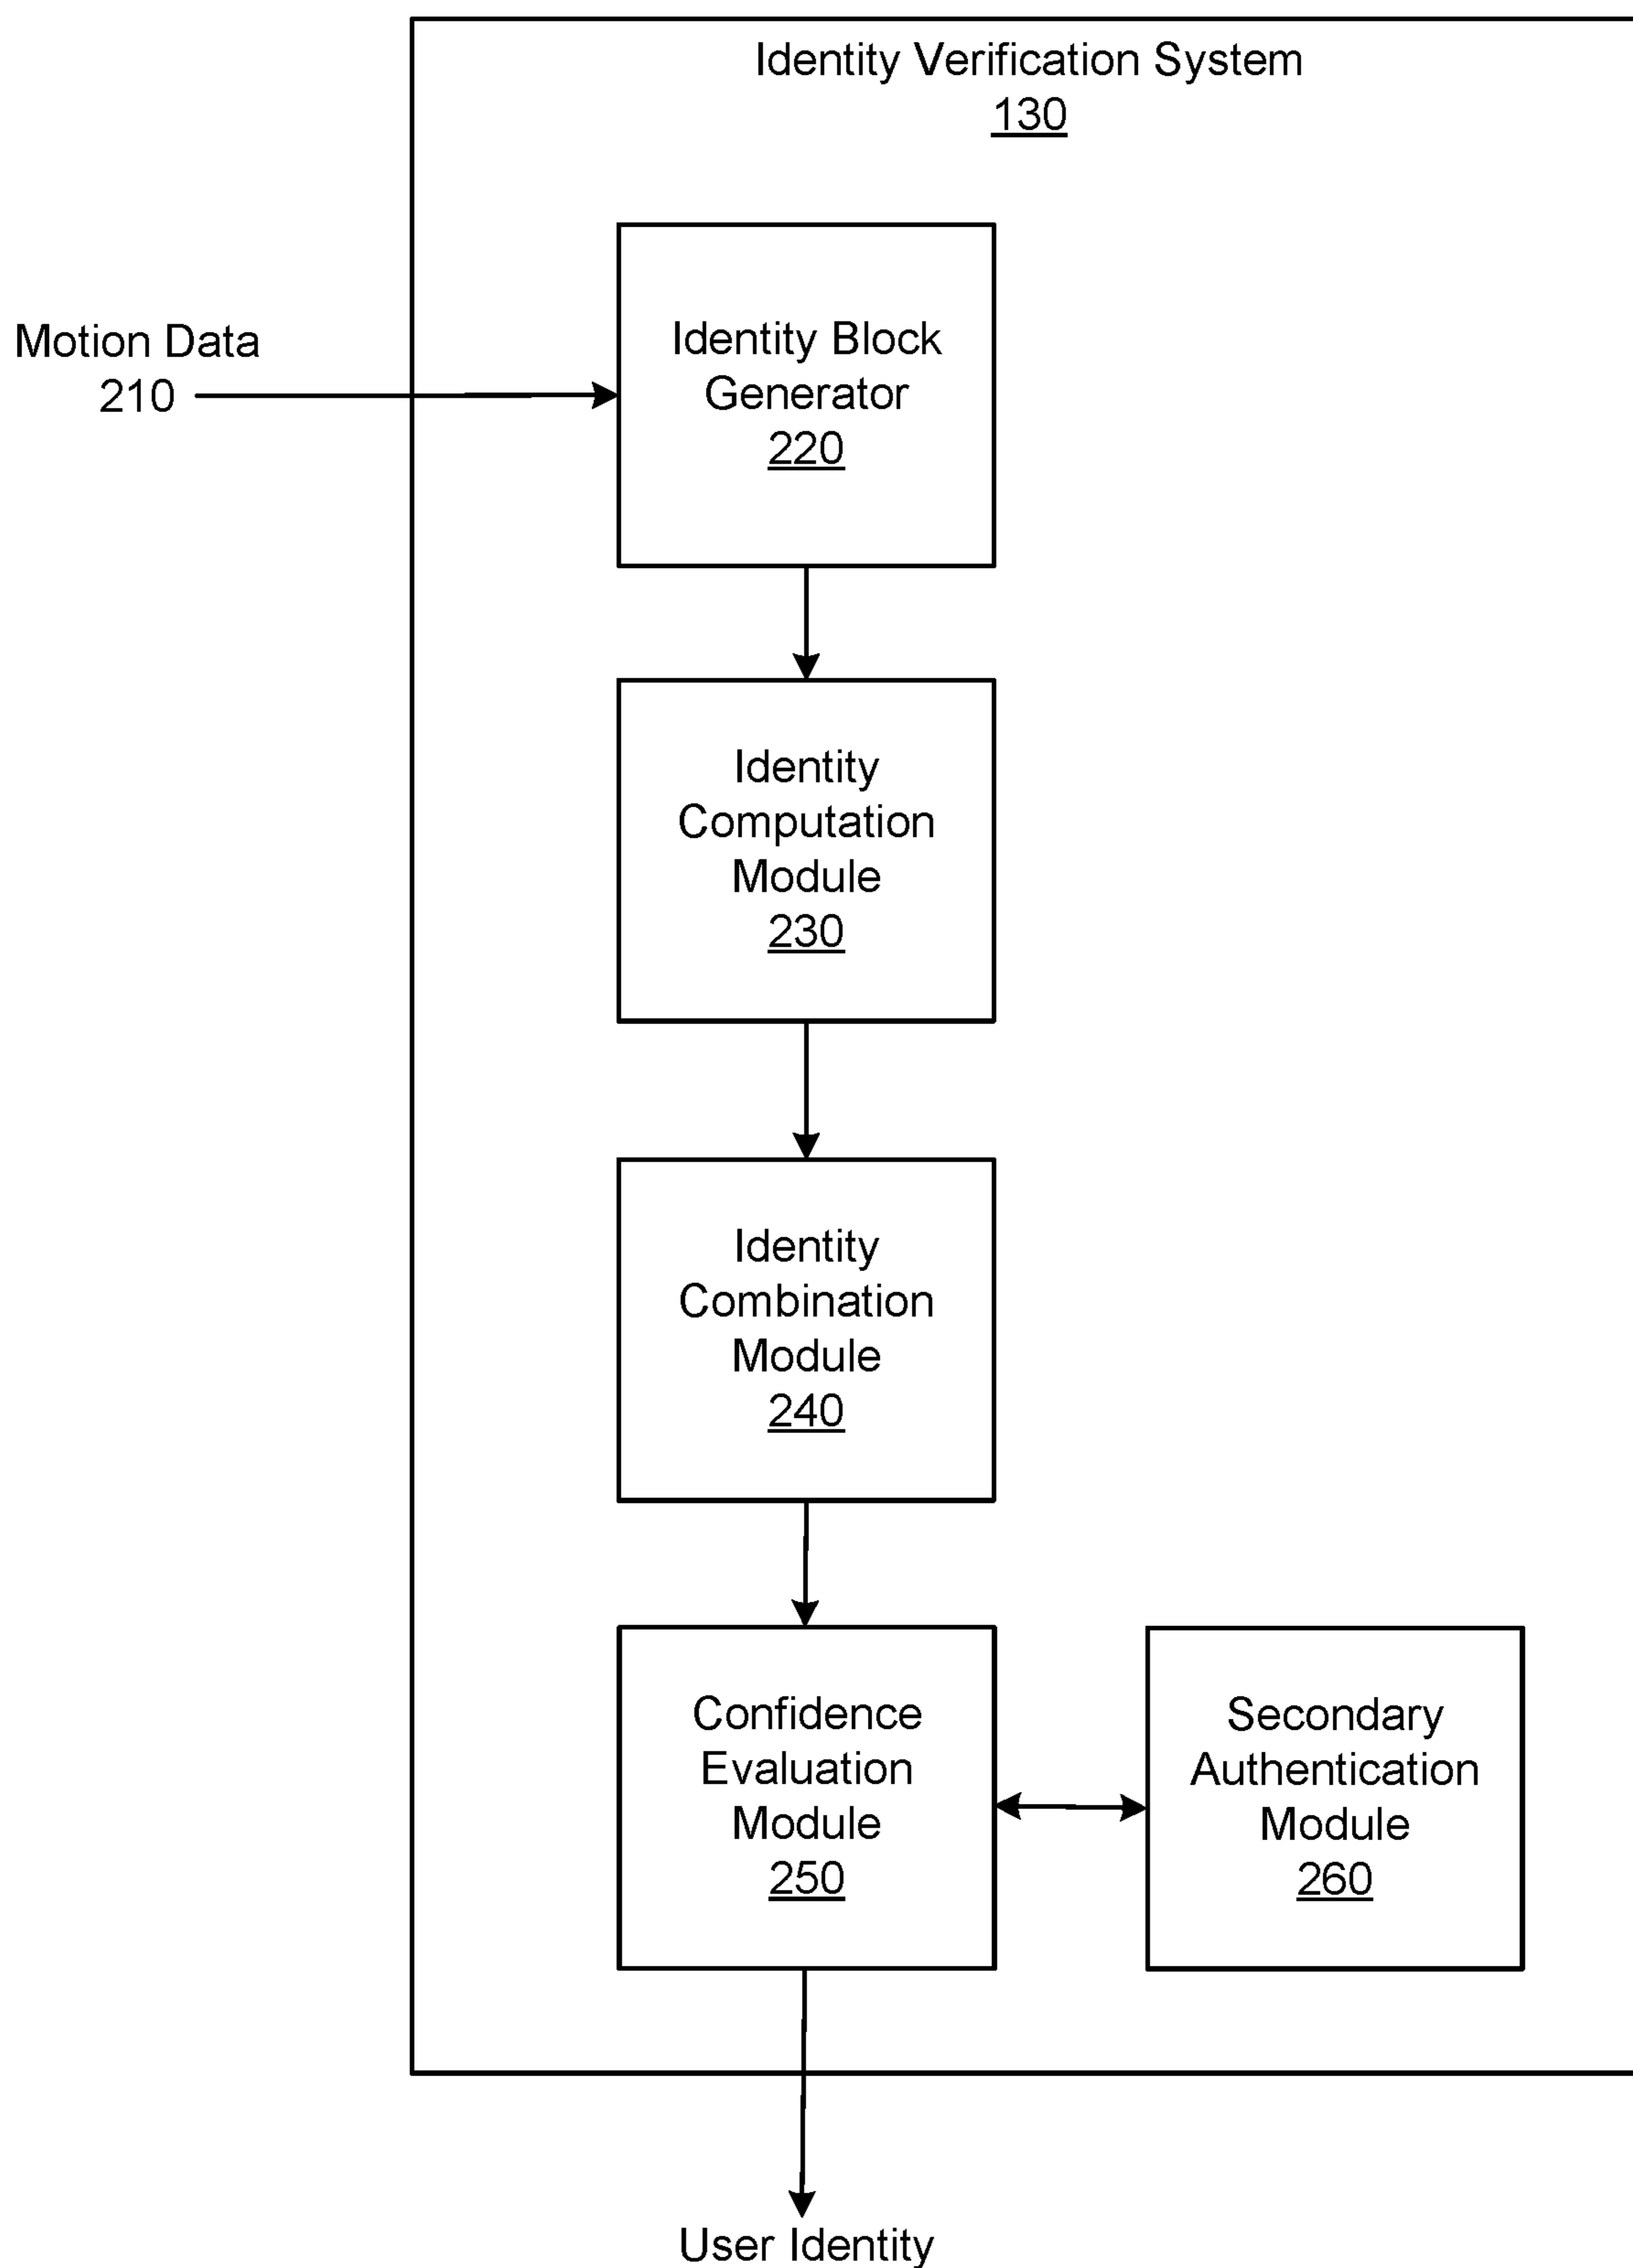 Identity Verification System
130
Motion Data
210
Identity Block
Generator
220
Identity
Computation
Module
230
Identity
Combination
Module
240
Confidence
Evaluation
Module
250
Secondary
Authentication
Module
260
User Identity